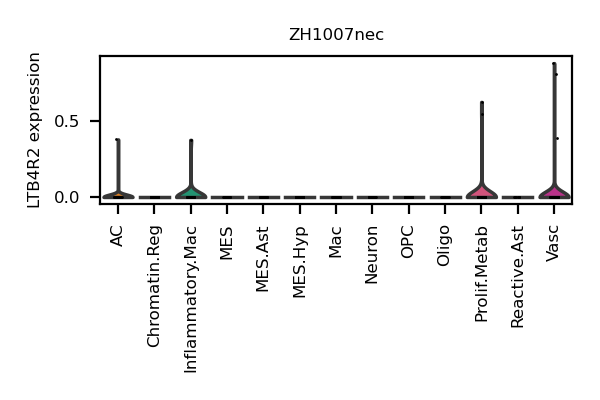 ZH1007nec
LTB4R2 expression
0.5
0.0
AC
Chromatin.Reg
Inflammatory.Mac
MES
MES.Ast
MES.Hyp
Mac
Neuron
OPC
Oligo
Prolif.Metab
Reactive.Ast
Vasc